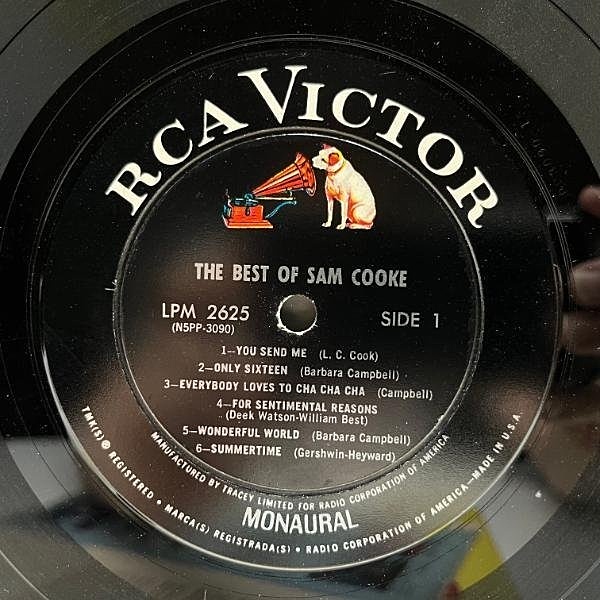 RCA VICTOR
THE BEST OF SAM COOKE
LPM 2625
(N5PP-3090)
SIDE 1
1—YOU SEND ME (L. C. Cook)
2—ONLY SIXTEEN (Barbara Campbell)
3—EVERYBODY LOVES TO CHA CHA CHA (Campbell)
4—FOR SENTIMENTAL REASONS
(Deek Watson-William Best)
5—WONDERFUL WORLD (Barbara Campbell)
6—SUMMERTIME (Gershwin-Heyward)
MANUFACTURED BY TRACEY LIMITED FOR RADIO CORPORATION OF AMERICA
MONAURAL
TMK(S) ® REGISTERED • MARCA(S) REGISTRADA(S) • RADIO CORPORATION OF AMERICA—MADE IN U.S.A.